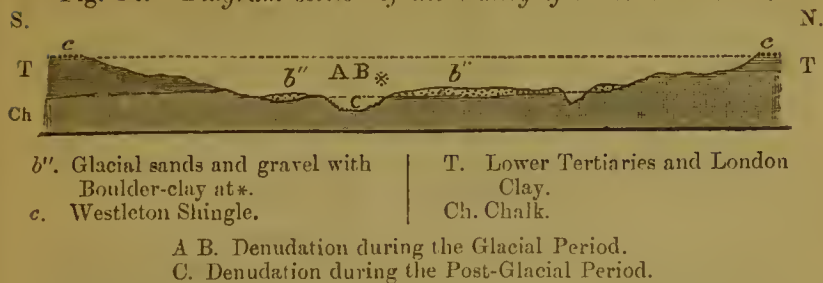 S. N.
c c
T b″ A B * b″ T
C
Ch
b″. Glacial sands and gravel with Boulder-clay at *.
c. Westleton Shingle.
T. Lower Tertiaries and London Clay.
Ch. Chalk.
A B. Denudation during the Glacial Period.
C. Denudation during the Post-Glacial Period.